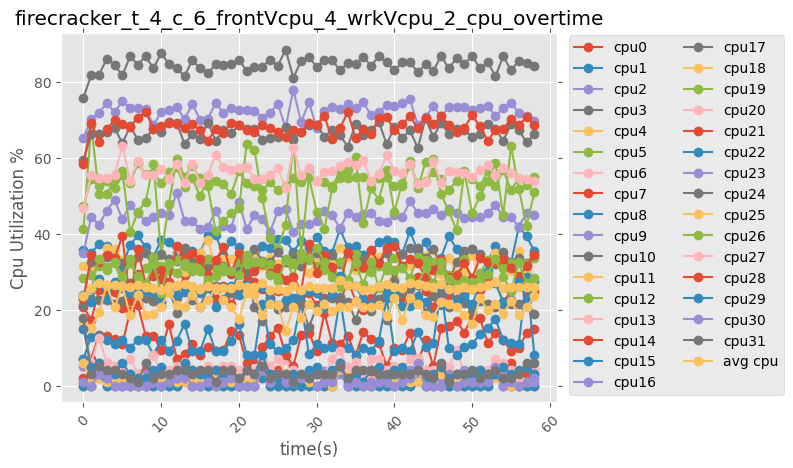 firecracker_t_4_c_6_frontVcpu_4_wrkVcpu_2_cpu_overtime
Cpu Utilization %
80
60
40
20
0
0
10
20
30
40
50
60
time(s)
cpu0
cpu1
cpu2
cpu3
cpu4
cpu5
cpu6
cpu7
cpu8
cpu9
cpu10
cpu11
cpu12
cpu13
cpu14
cpu15
cpu16
cpu17
cpu18
cpu19
cpu20
cpu21
cpu22
cpu23
cpu24
cpu25
cpu26
cpu27
cpu28
cpu29
cpu30
cpu31
avg cpu